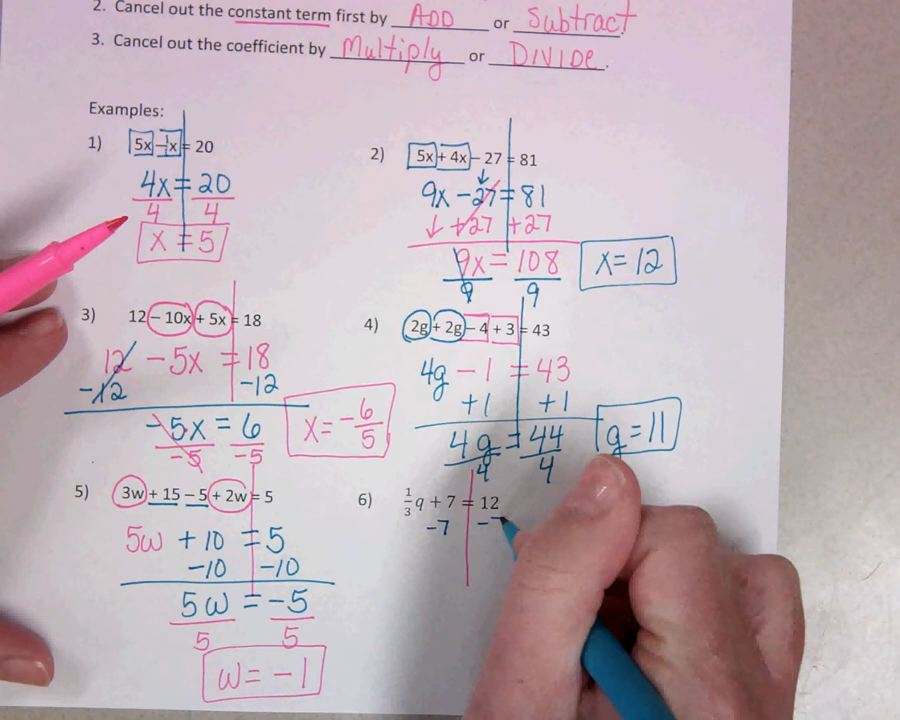 2. Cancel out the constant term first by ADD or Subtract.
3. Cancel out the coefficient by Multiply or DIVIDE.
Examples:
1) 5x - 1x = 20
4x = 20
4 4
x = 5
2) 5x + 4x - 27 = 81
9x - 27 = 81
+27 +27
9x = 108
9 9
x = 12
3) 12 - 10x + 5x = 18
12 - 5x = 18
-12 -12
-5x = 6
-5 -5
x = -6/5
4) 2g + 2g - 4 + 3 = 43
4g - 1 = 43
+1 +1
4g = 44
4 4
g = 11
5) 3w + 15 - 5 + 2w = 5
5w + 10 = 5
-10 -10
5w = -5
5 5
w = -1
6) 1/3 q + 7 = 12
-7 -7